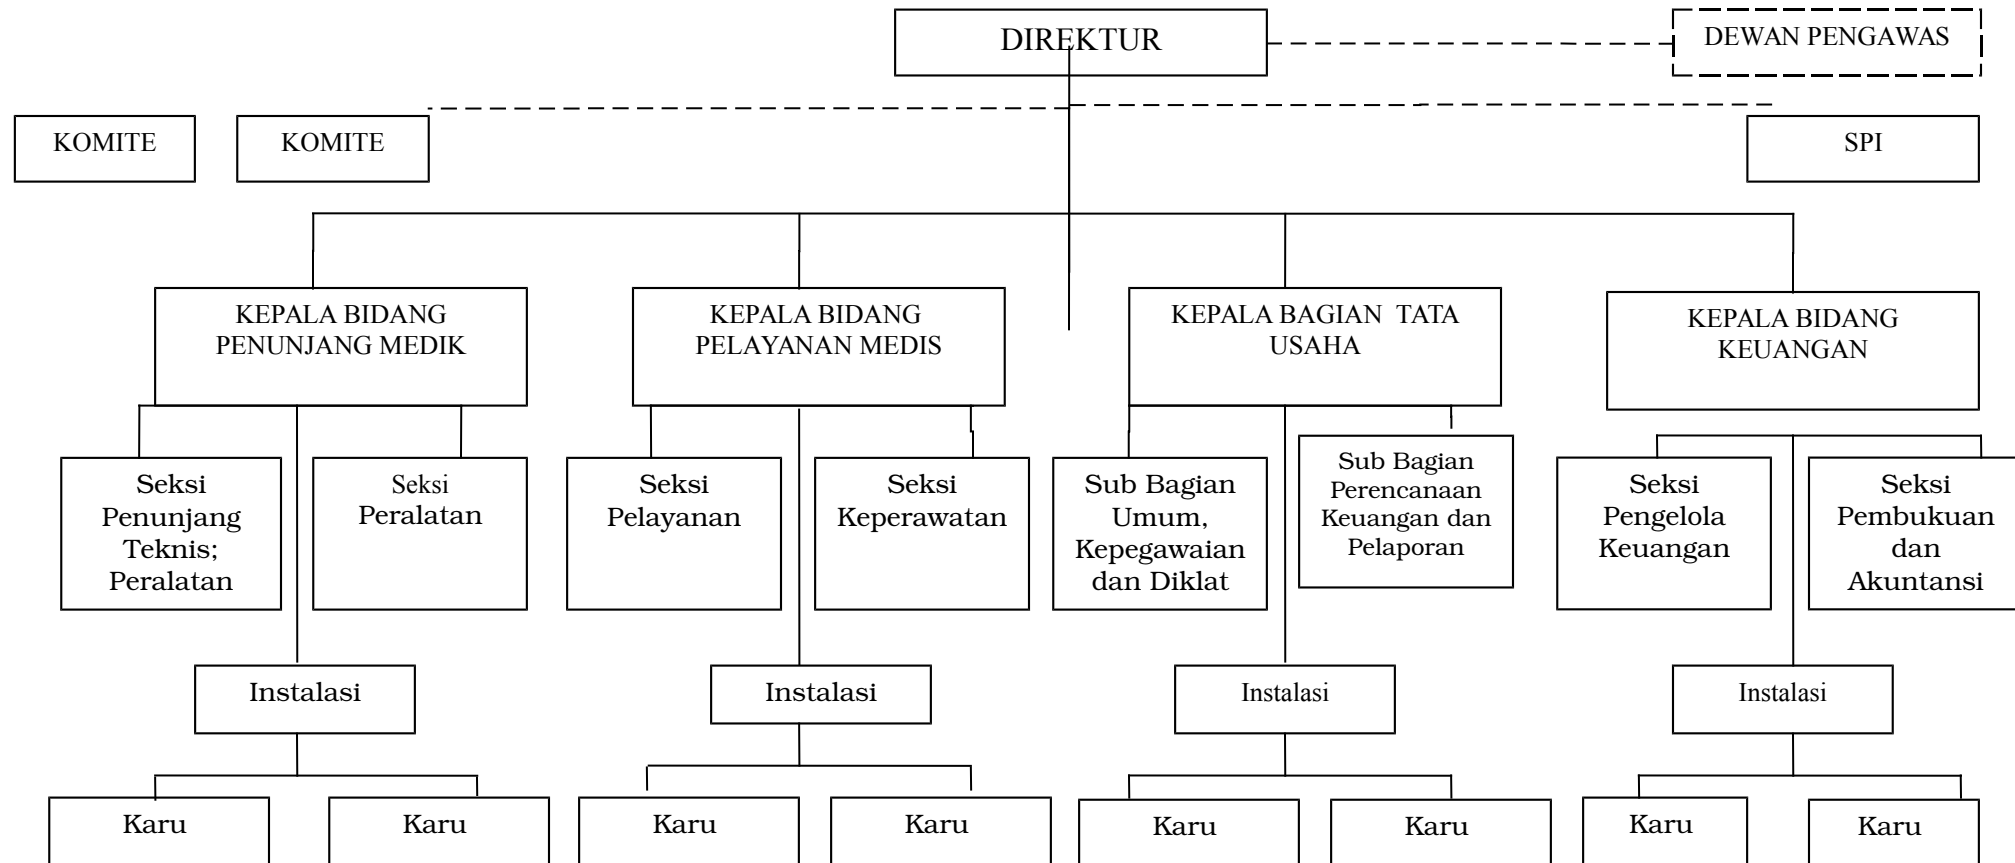 DIREKTUR
DEWAN PENGAWAS
KOMITE
KOMITE
SPI
KEPALA BIDANG
PENUNJANG MEDIK
KEPALA BIDANG
PELAYANAN MEDIS
KEPALA BAGIAN TATA
USAHA
KEPALA BIDANG
KEUANGAN
Seksi
Penunjang
Teknis;
Peralatan
Seksi
Peralatan
Seksi
Pelayanan
Seksi
Keperawatan
Sub Bagian
Umum,
Kepegawaian
dan Diklat
Sub Bagian
Perencanaan
Keuangan dan
Pelaporan
Seksi
Pengelola
Keuangan
Seksi
Pembukuan
dan
Akuntansi
Instalasi
Instalasi
Instalasi
Instalasi
Karu
Karu
Karu
Karu
Karu
Karu
Karu
Karu